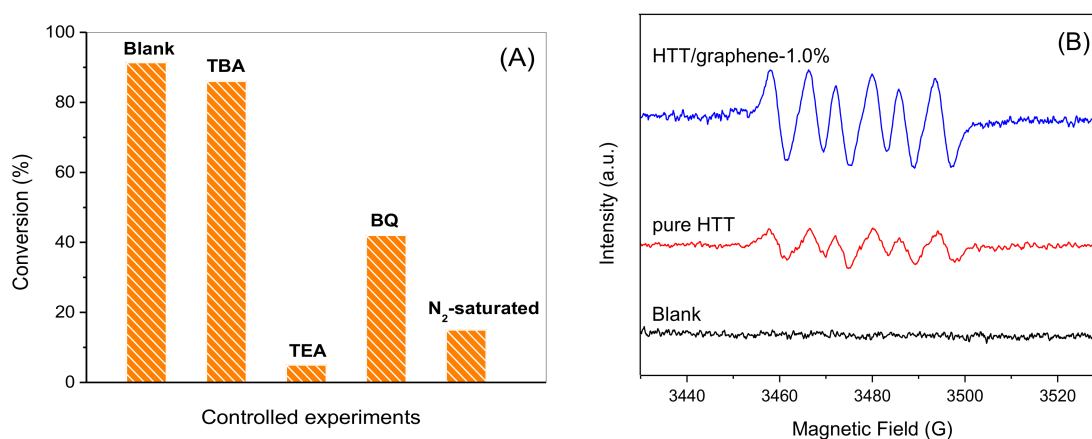 (A)
100
80
60
40
20
0
Conversion (%)
Blank
TBA
TEA
BQ
N2-saturated
Controlled experiments
(B)
HTT/graphene-1.0%
pure HTT
Blank
Intensity (a.u.)
3440 3460 3480 3500 3520
Magnetic Field (G)